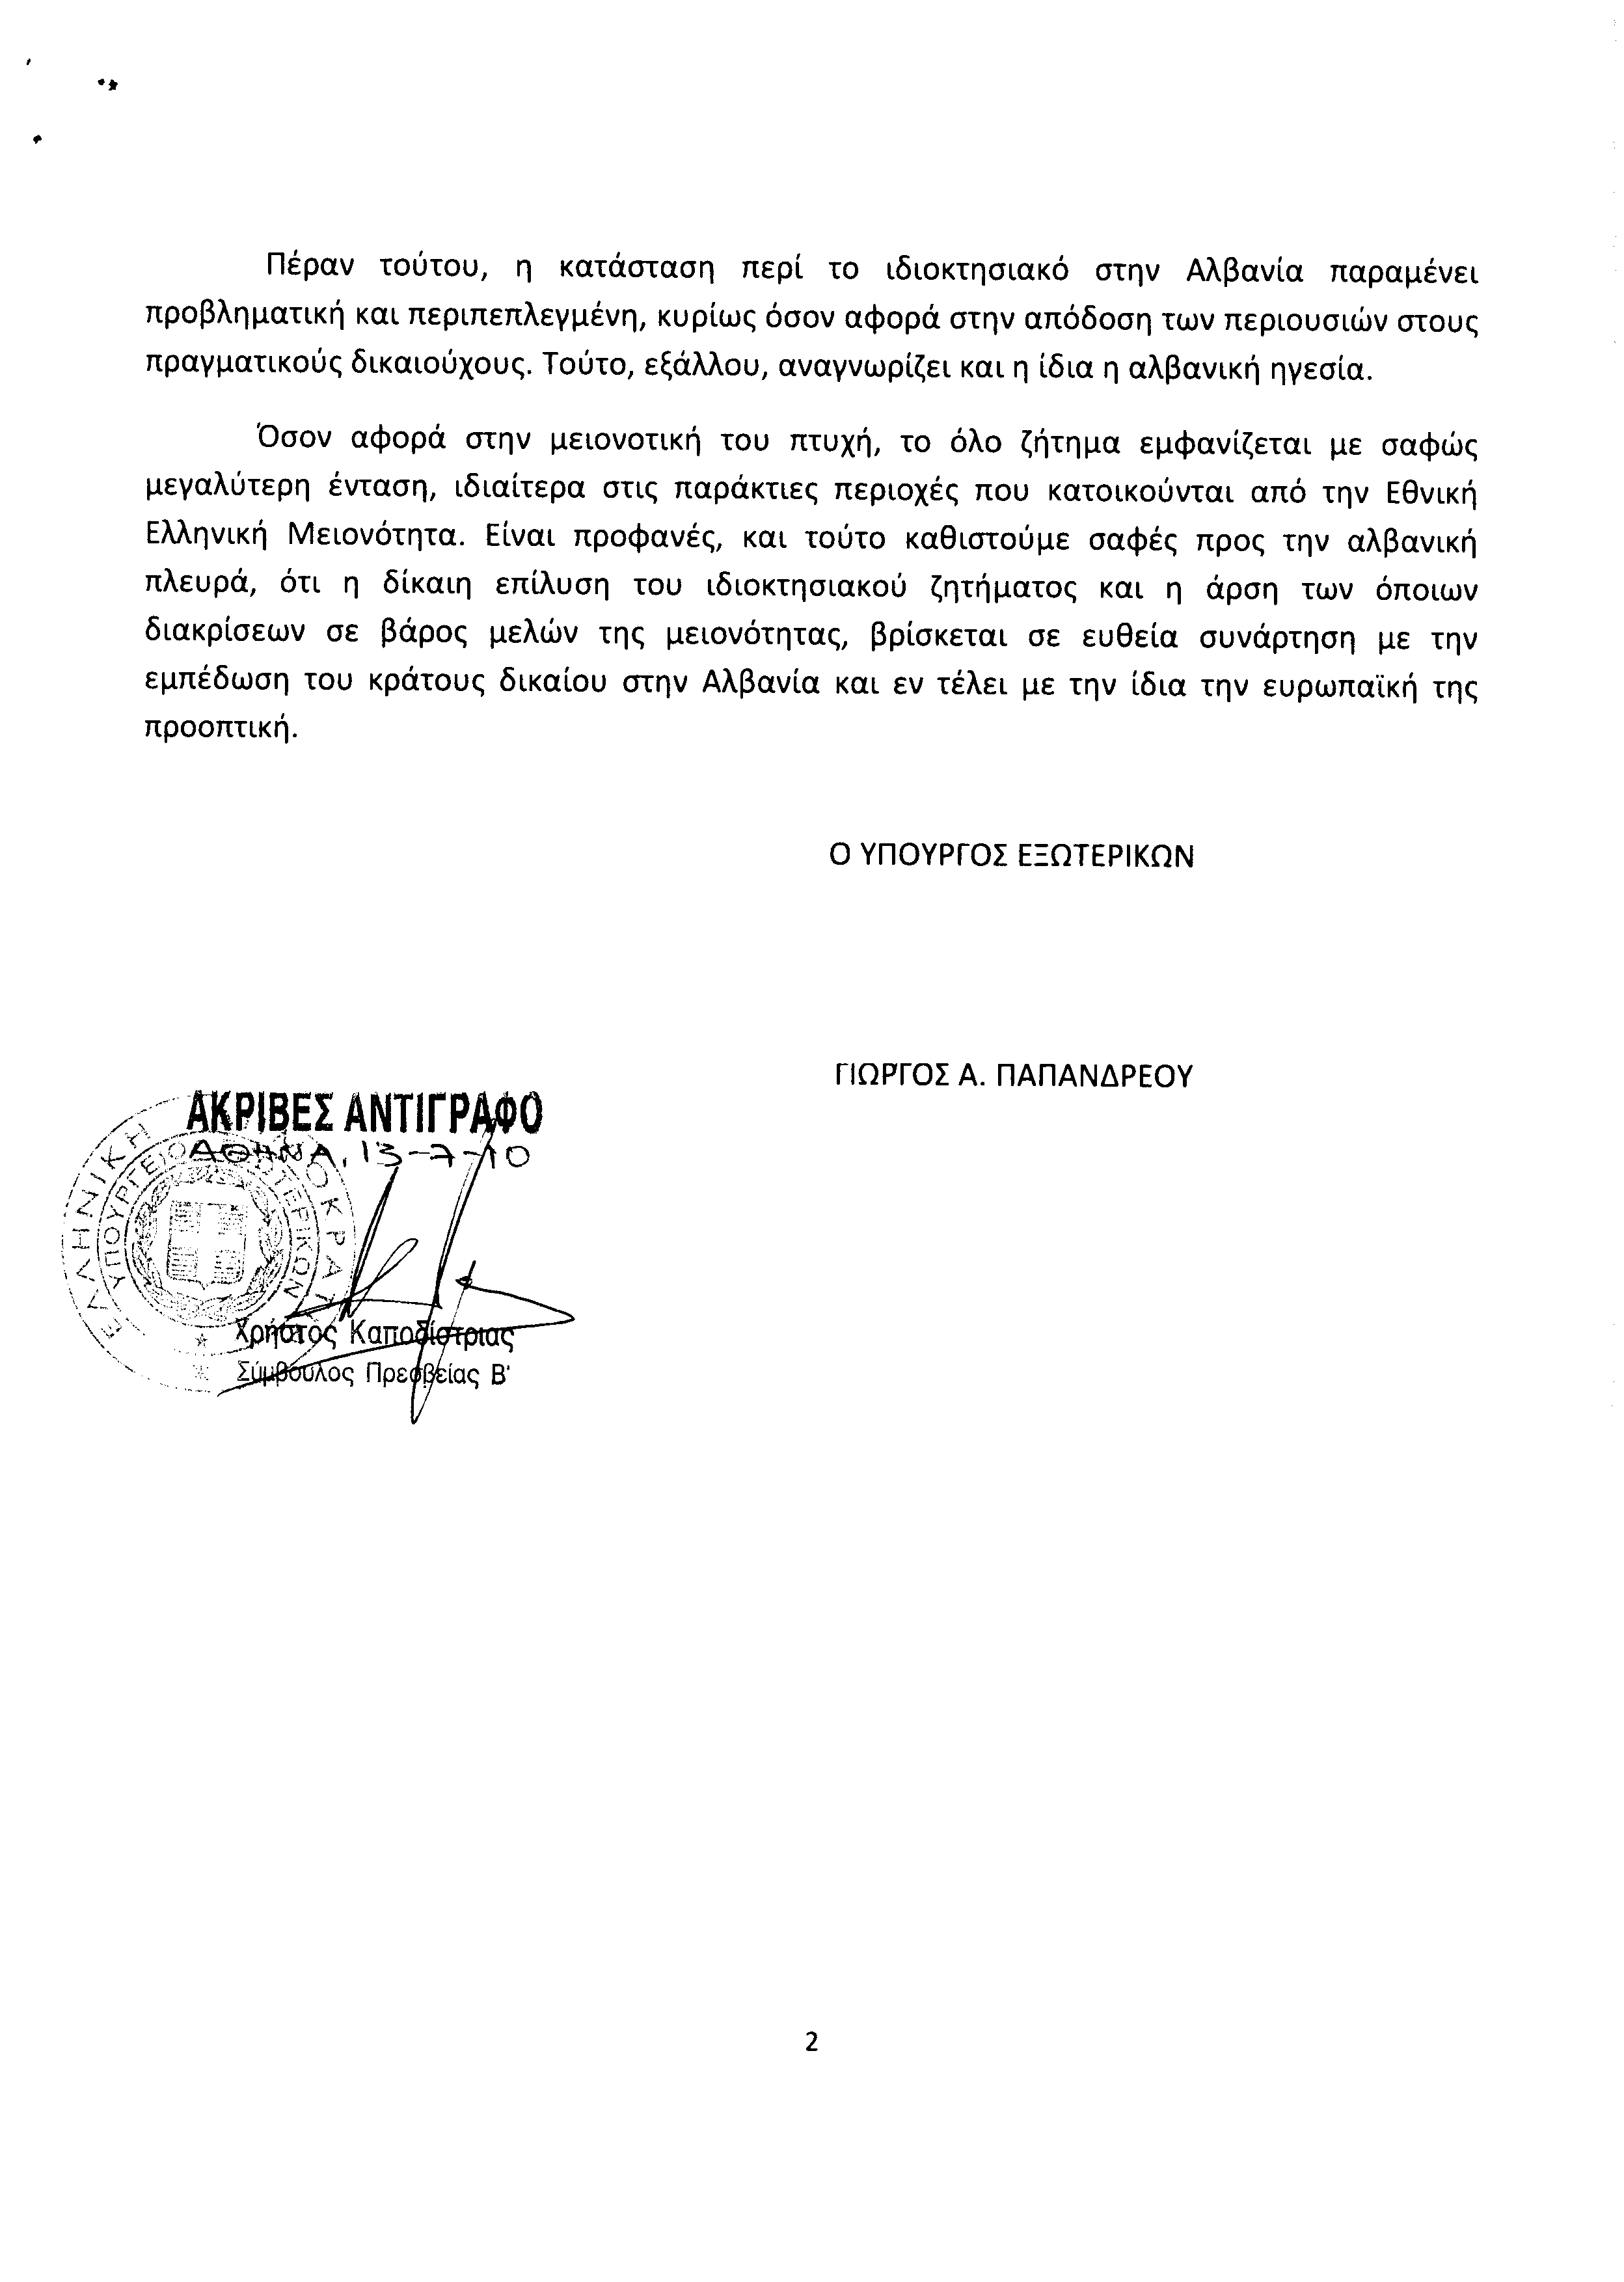 Πέραν τούτου, η κατάσταση περί το ιδιοκτησιακό στην Αλβανία παραμένει
προβληματική και περιπεπλεγμένη, κυρίως όσον αφορά στην απόδοση των περιουσιών στους
πραγματικούς δικαιούχους. Τούτο, εξάλλου, αναγνωρίζει και η ίδια η αλβανική ηγεσία.
Όσον αφορά στην μειονοτική του πτυχή, το όλο ζήτημα εμφανίζεται με σαφώς
μεγαλύτερη ένταση, ιδιαίτερα στις παράκτιες περιοχές που κατοικούνται από την Εθνική
Ελληνική Μειονότητα. Είναι προφανές, και τούτο καθιστούμε σαφές προς την αλβανική
πλευρά, ότι η δίκαιη επίλυση του ιδιοκτησιακού ζητήματος και η άρση των όποιων
διακρίσεων σε βάρος μελών της μειονότητας, βρίσκεται σε ευθεία συνάρτηση με την
εμπέδωση του κράτους δικαίου στην Αλβανία και εν τέλει με την ίδια την ευρωπαϊκή της
προοπτική.
Ο ΥΠΟΥΡΓΟΣ ΕΞΩΤΕΡΙΚΩΝ
ΓΙΩΡΓΟΣ Α. ΠΑΠΑΝΔΡΕΟΥ
ΑΚΡΙΒΕΣ ΑΝΤΙΓΡΑΦΟ
ΑΘΗΝΑ, 13-7-10
ΕΛΛΗΝΙΚΗ
ΥΠΟΥΡΓΕΙΟ
Χρήστος Καποδίστριας
Σύμβουλος Πρεσβείας Β'
2